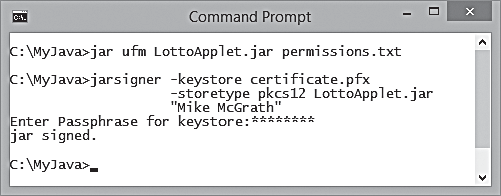 Command Prompt
C:\MyJava>jar ufm LottoApplet.jar permissions.txt
C:\MyJava>jarsigner -keystore certificate.pfx
-storetype pkcs12 LottoApplet.jar
"Mike McGrath"
Enter Passphrase for keystore:********
jar signed.
C:\MyJava>_